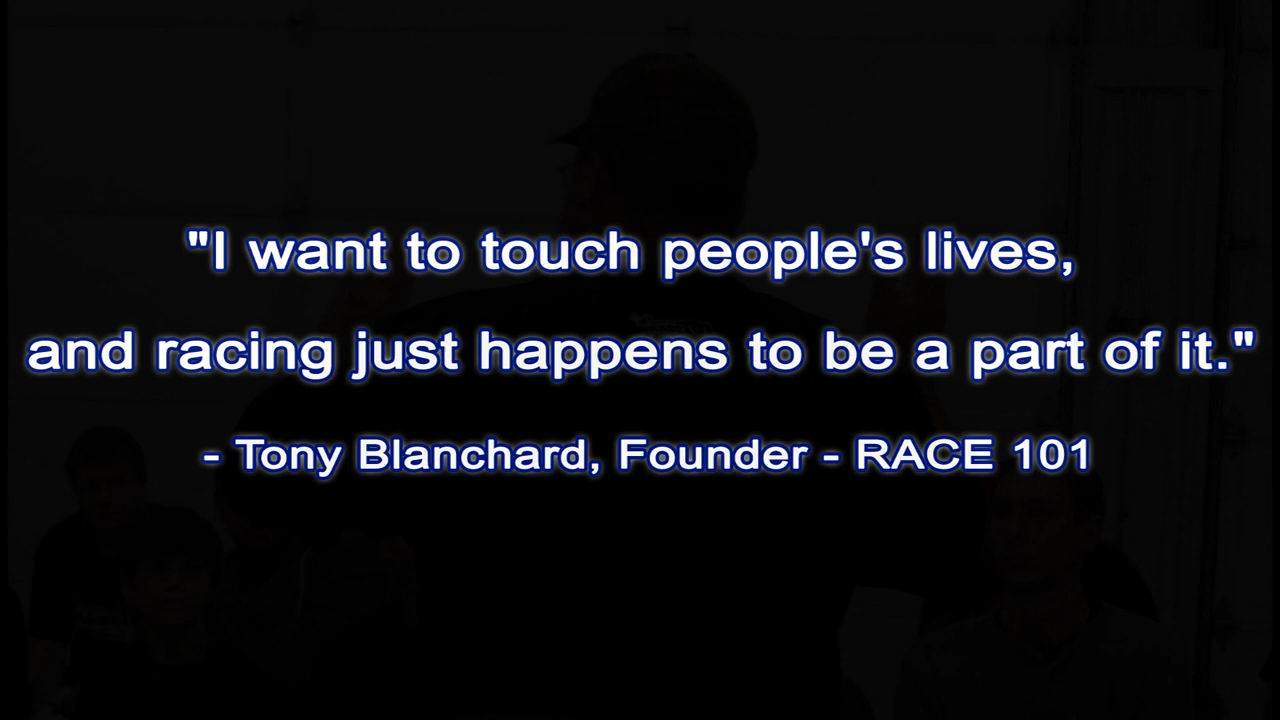 "I want to touch people's lives,
and racing just happens to be a part of it."
- Tony Blanchard, Founder - RACE 101